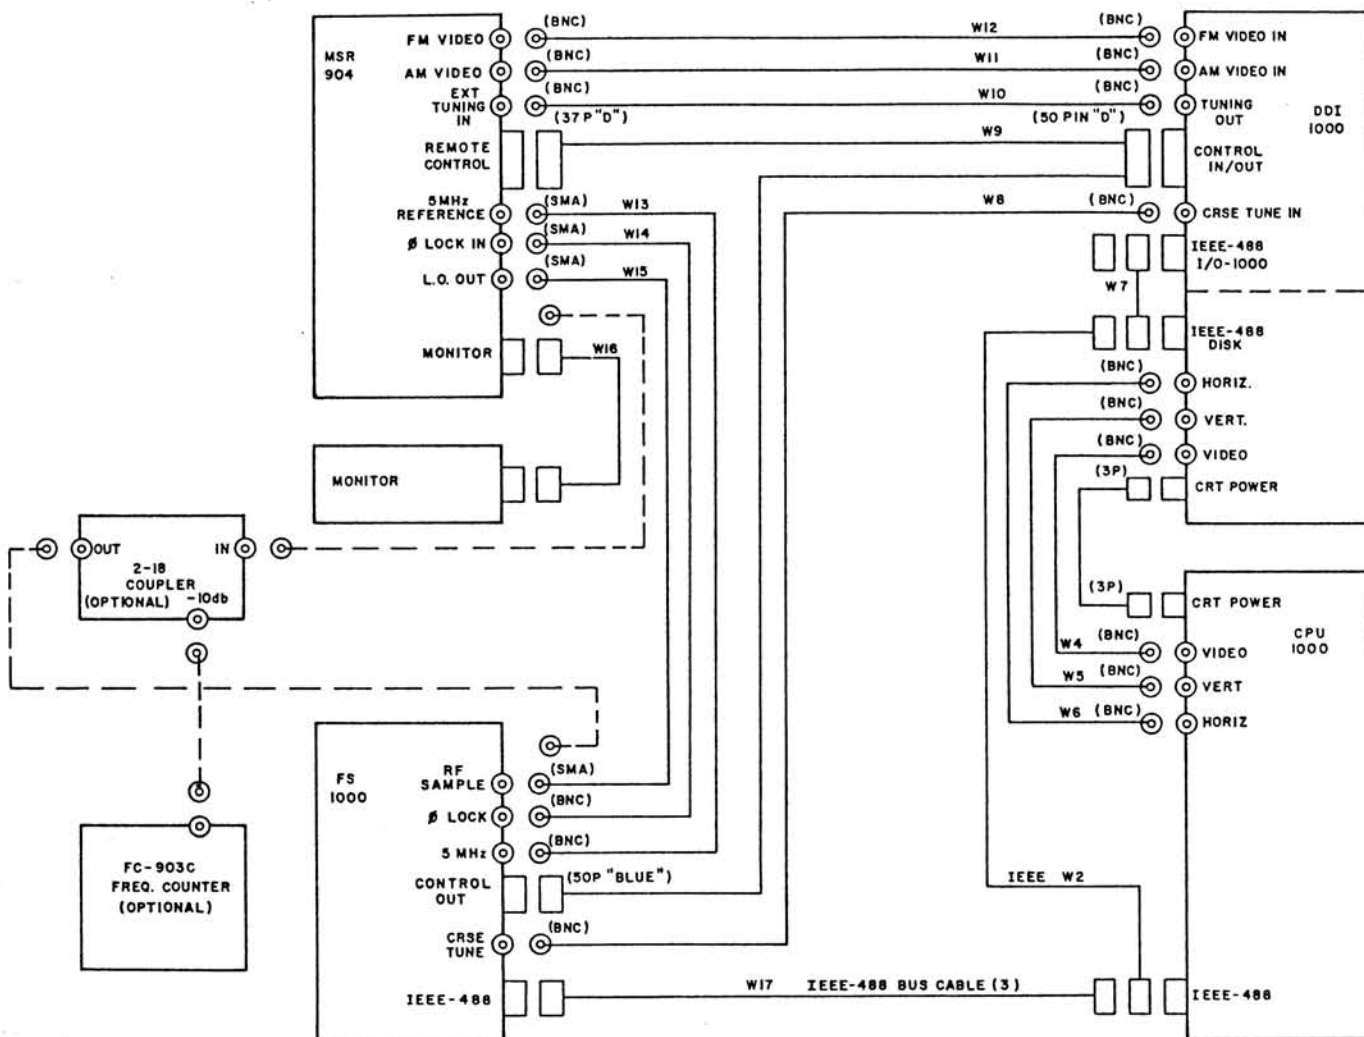 MSR
904
FM VIDEO
(BNC)
W12
(BNC)
FM VIDEO IN
AM VIDEO
(BNC)
W11
(BNC)
AM VIDEO IN
EXT
TUNING
IN
(BNC)
W10
(BNC)
TUNING
OUT
DDI
1000
REMOTE
CONTROL
(37P"D")
W9
(50 PIN "D")
CONTROL
IN/OUT
5MHz
REFERENCE
(SMA)
W13
W8
(BNC)
CRSE TUNE IN
Ø LOCK IN
(SMA)
W14
IEEE-488
I/O-1000
L.O. OUT
(SMA)
W15
W7
IEEE-488
DISK
MONITOR
W16
(BNC)
HORIZ.
(BNC)
VERT.
(BNC)
VIDEO
MONITOR
(3P)
CRT POWER
OUT
IN
2-18
COUPLER
(OPTIONAL)
-10db
(3P)
CRT POWER
CPU
1000
W4
(BNC)
VIDEO
W5
(BNC)
VERT
W6
(BNC)
HORIZ
FS
1000
RF
SAMPLE
(SMA)
Ø LOCK
(BNC)
5 MHz
(BNC)
FC-903C
FREQ. COUNTER
(OPTIONAL)
CONTROL
OUT
(50P "BLUE")
IEEE W2
CRSE
TUNE
(BNC)
IEEE-488
W17 IEEE-488 BUS CABLE (3)
IEEE-488